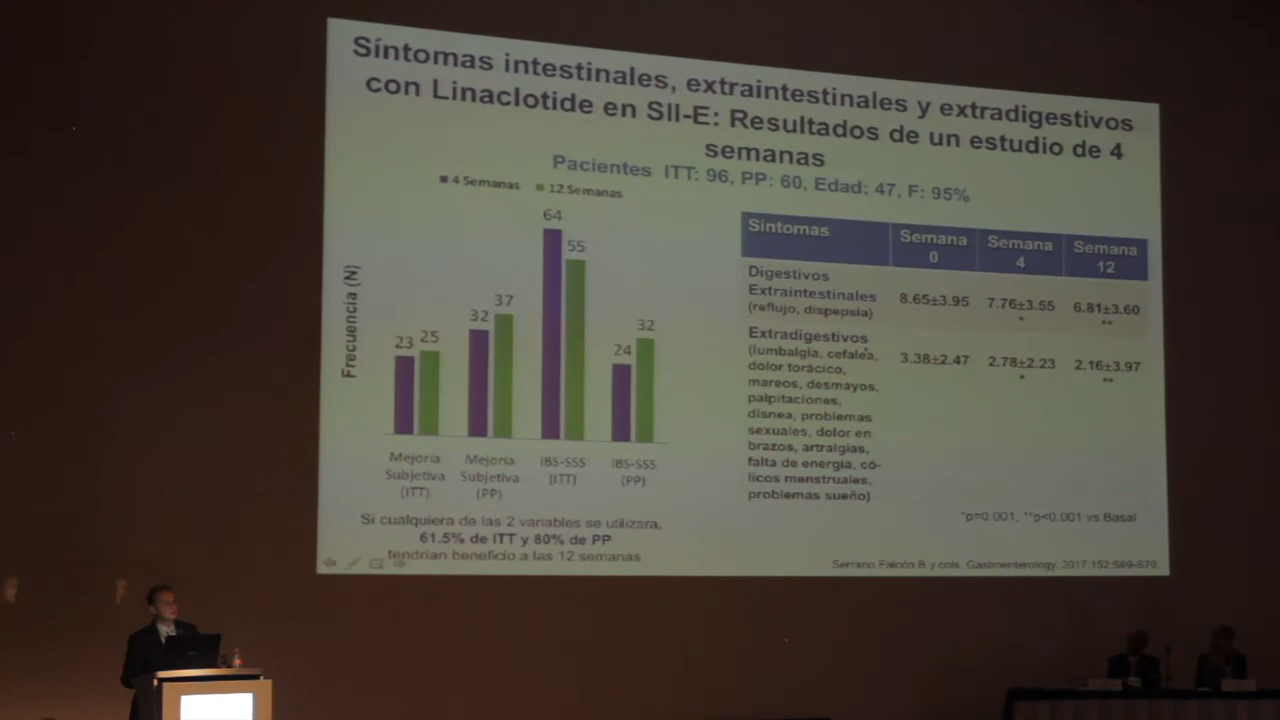 Síntomas intestinales, extraintestinales y extradigestivos
con Linaclotide en SII-E: Resultados de un estudio de 4
semanas
Pacientes ITT: 96, PP: 60, Edad: 47, F: 95%
4 Semanas 12 Semanas
Frecuencia (N)
23 25 32 37 64 55 24 32
Mejoria Subjetiva (ITT)
Mejoria Subjetiva (PP)
IBS-SSS (ITT)
IBS-SSS (PP)
Si cualquiera de las 2 variables se utilizara,
61.5% de ITT y 80% de PP
tendrian beneficio a las 12 semanas
Síntomas Semana 0 Semana 4 Semana 12
Digestivos
Extraintestinales 8.65±3.95 7.76±3.55 6.81±3.60
(reflujo, dispepsia) * **
Extradigestivos
(lumbalgia, cefalea, 3.38±2.47 2.78±2.23 2.16±3.97
dolor torácico, * **
mareos, desmayos,
palpitaciones,
disnea, problemas
sexuales, dolor en
brazos, artralgias,
falta de energia, có-
licos menstruales,
problemas sueño)
*p=0.001, **p<0.001 vs Basal
Serrano Falcón B y cols. Gastroenterology. 2017;152:S69-S70.